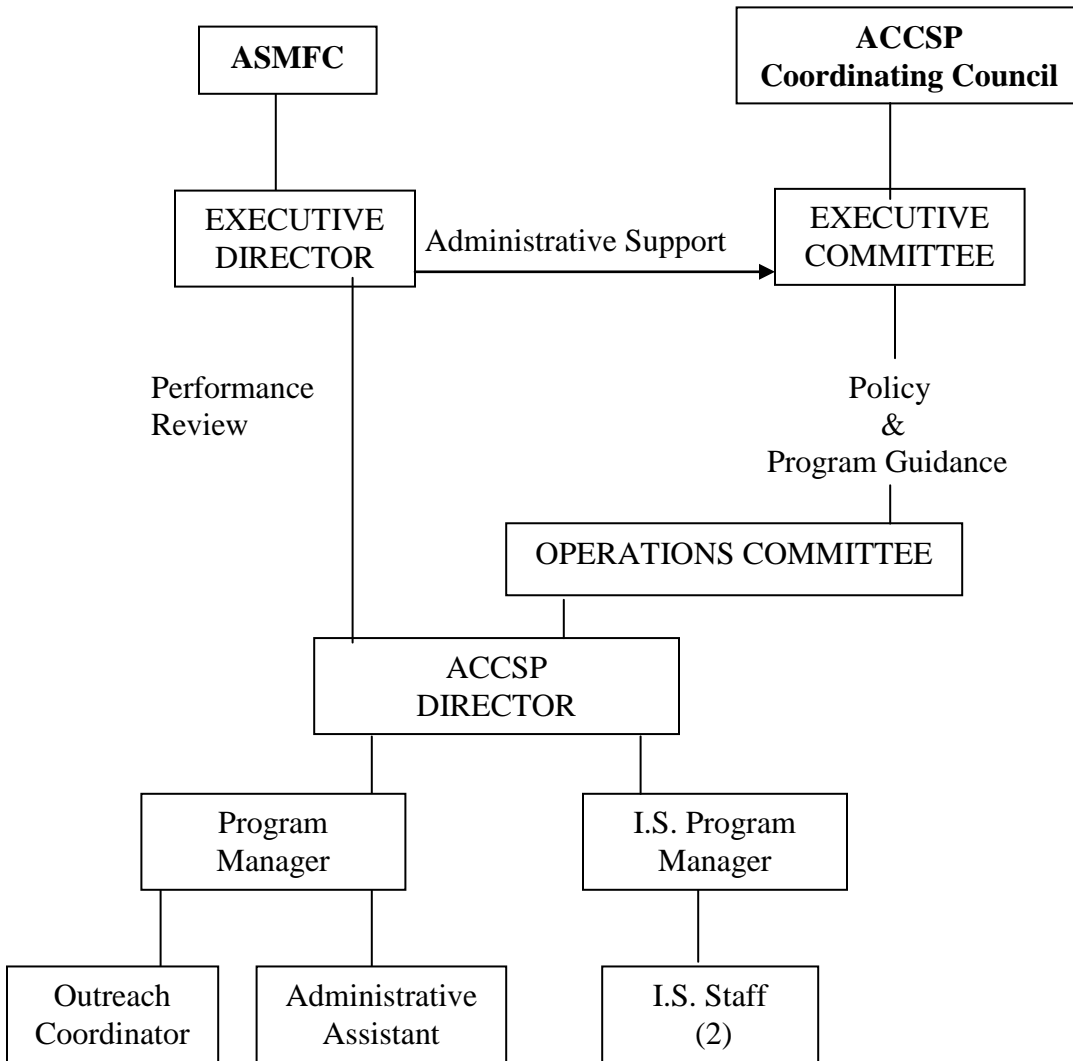 ASMFC
ACCSP
Coordinating Council
EXECUTIVE
DIRECTOR
Administrative Support
EXECUTIVE
COMMITTEE
Performance
Review
Policy
&
Program Guidance
OPERATIONS COMMITTEE
ACCSP
DIRECTOR
Program
Manager
I.S. Program
Manager
Outreach
Coordinator
Administrative
Assistant
I.S. Staff
(2)